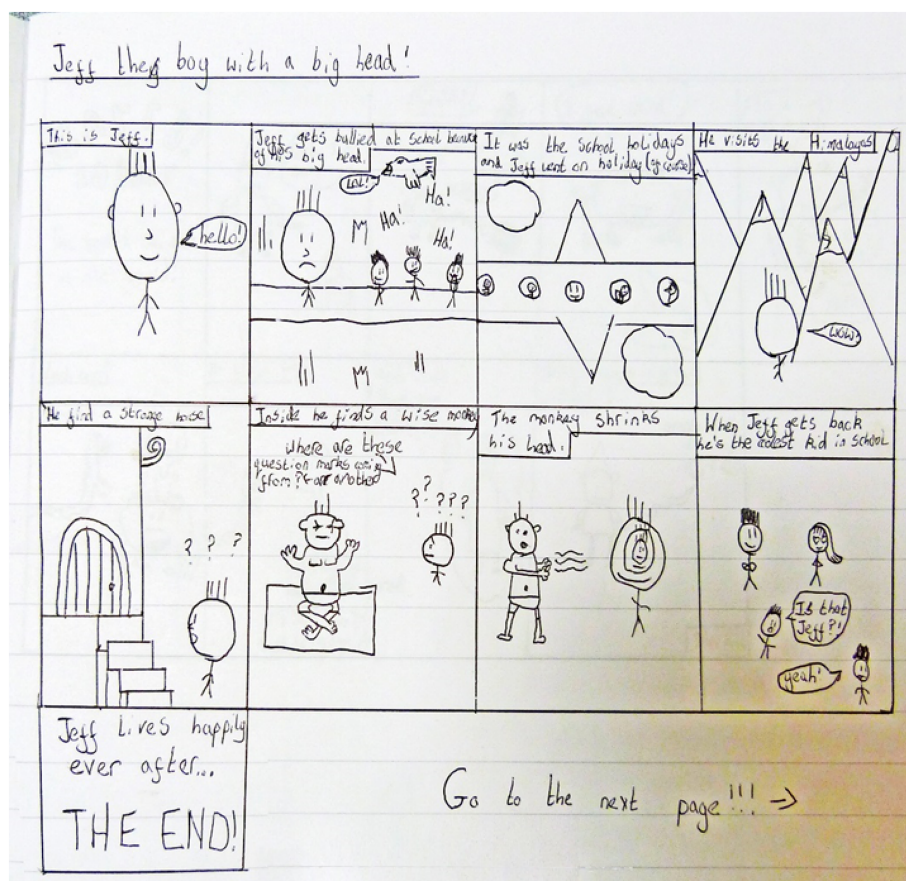 Jeff they boy with a big head!
This is Jeff.
hello!
Jeff gets bullied at school because
of his big head.
LOL!
Ha!
Ha!
Ha!
It was the school holidays
and Jeff went on holiday (of course)
He visits the Himalayas
WOW!
He find a strange house
? ? ?
Inside he finds a wise monkey
Where are these
question marks coming
from?
? ? ? ? ?
The monkey shrinks
his head.
When Jeff gets back
he's the coolest kid in school
Is that
Jeff?!
yeah!
Jeff Lives happily
ever after...
THE END!
Go to the next page!!! →